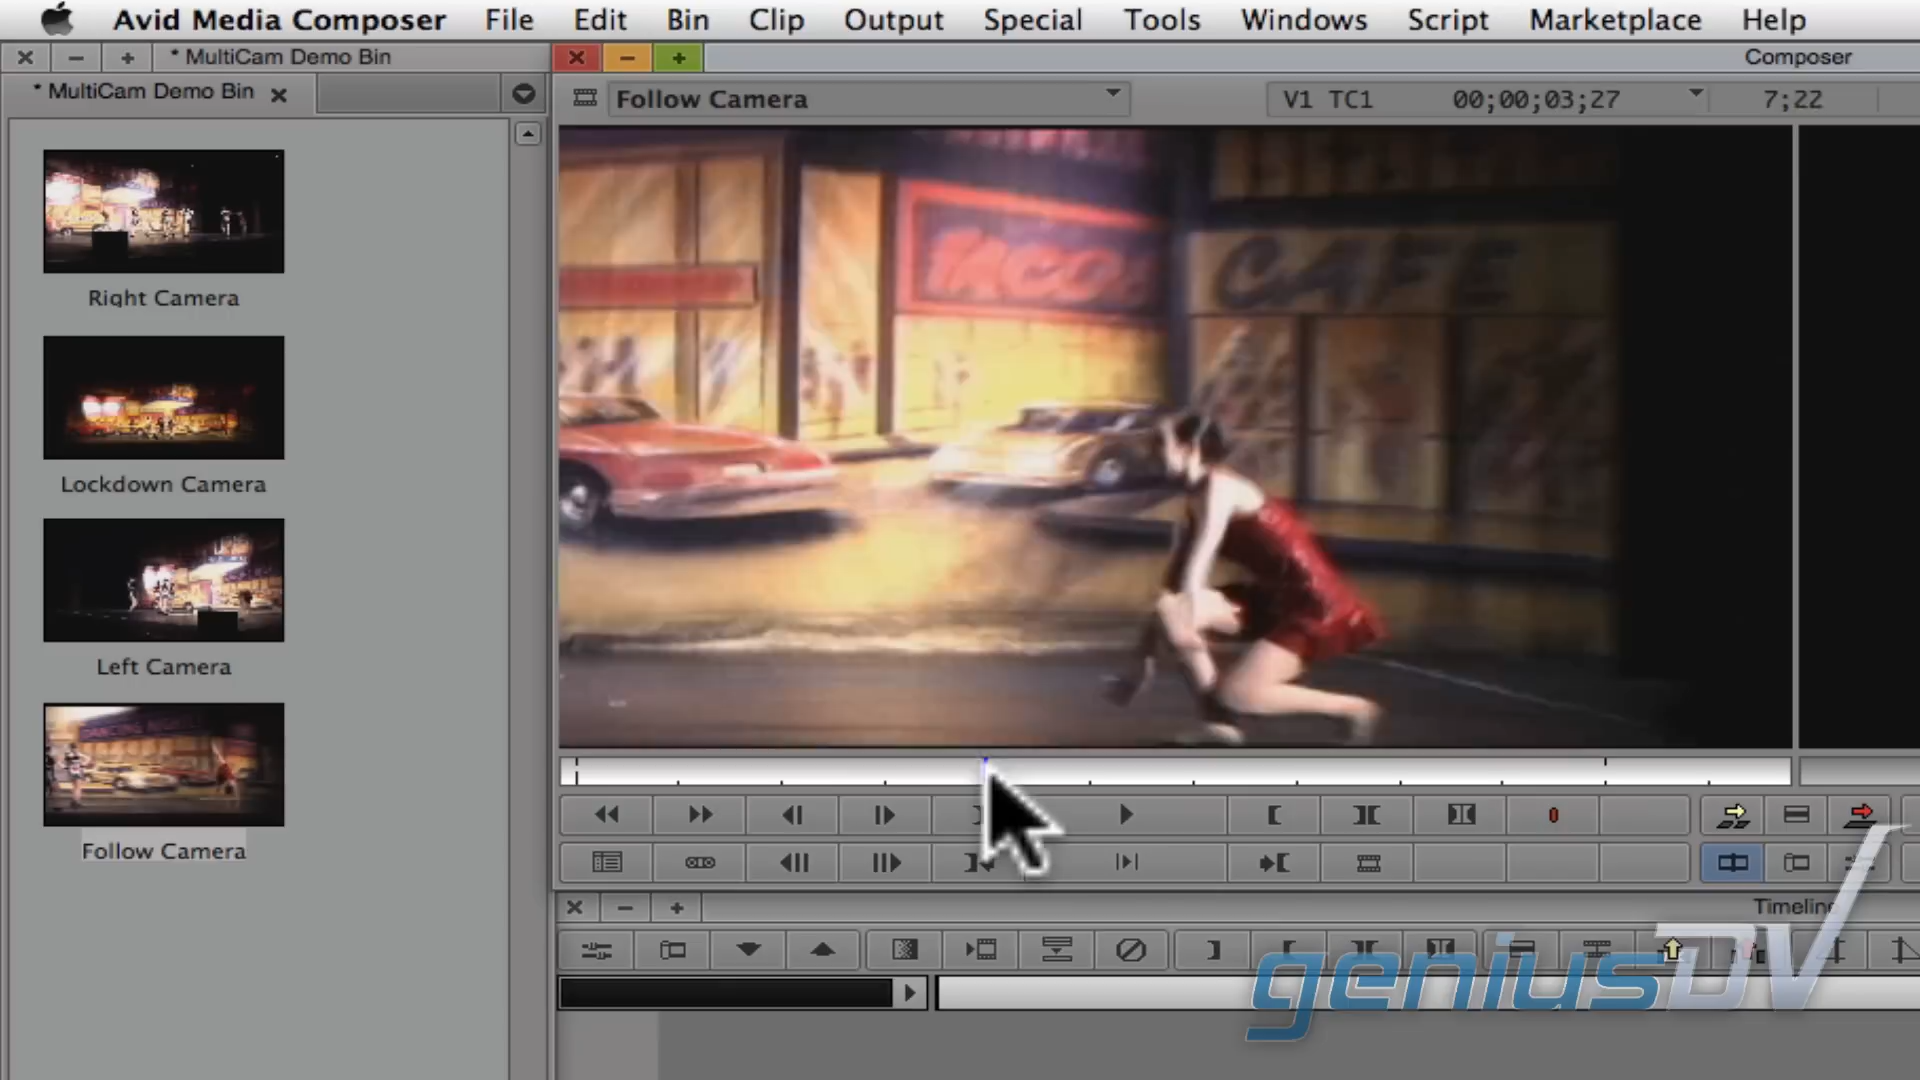 Avid Media Composer File Edit Bin Clip Output Special Tools Windows Script Marketplace Help
* MultiCam Demo Bin
Composer
* MultiCam Demo Bin
Follow Camera
V1 TC1 00;00;03;27 7;22
TACO
CAFE
Right Camera
Lockdown Camera
Left Camera
Follow Camera
Timeline
geniusDV